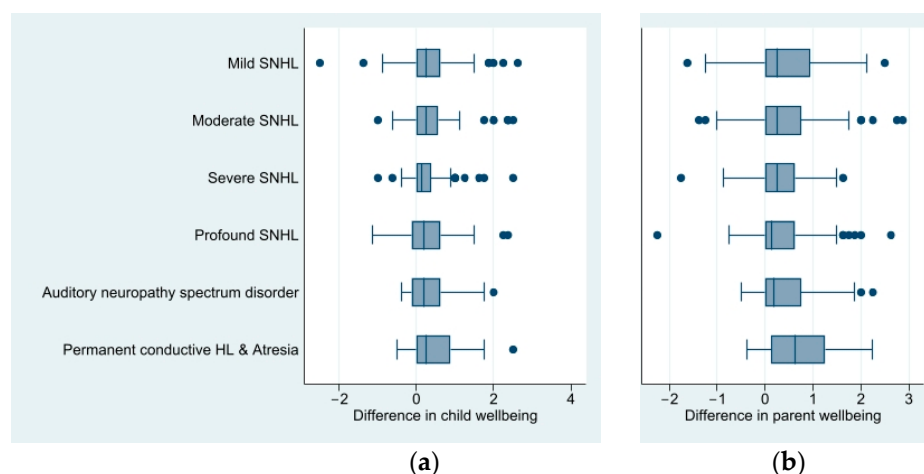 Mild SNHL
Moderate SNHL
Severe SNHL
Profound SNHL
Auditory neuropathy spectrum disorder
Permanent conductive HL & Atresia
−2 0 2 4
Difference in child wellbeing
(a)
−2 −1 0 1 2 3
Difference in parent wellbeing
(b)